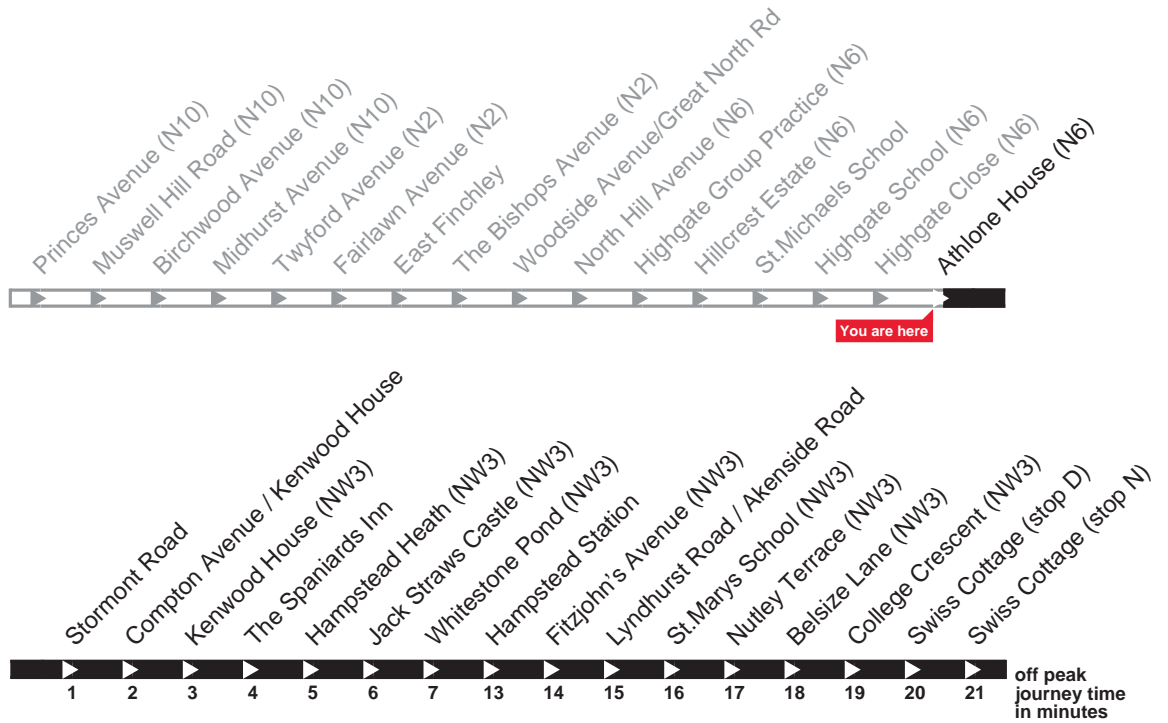 Princes Avenue (N10)
Muswell Hill Road (N10)
Birchwood Avenue (N10)
Midhurst Avenue (N10)
Twyford Avenue (N2)
Fairlawn Avenue (N2)
East Finchley
The Bishops Avenue (N2)
Woodside Avenue/Great North Rd
North Hill Avenue (N6)
Highgate Group Practice (N6)
Hillcrest Estate (N6)
St.Michaels School
Highgate School (N6)
Highgate Close (N6)
Athlone House (N6)
You are here
Stormont Road
Compton Avenue / Kenwood House
Kenwood House (NW3)
The Spaniards Inn
Hampstead Heath (NW3)
Jack Straws Castle (NW3)
Whitestone Pond (NW3)
Hampstead Station
Fitzjohn's Avenue (NW3)
Lyndhurst Road / Akenside Road
St.Marys School (NW3)
Nutley Terrace (NW3)
Belsize Lane (NW3)
College Crescent (NW3)
Swiss Cottage (stop D)
Swiss Cottage (stop N)
1 2 3 4 5 6 7 13 14 15 16 17 18 19 20 21
off peak
journey time
in minutes